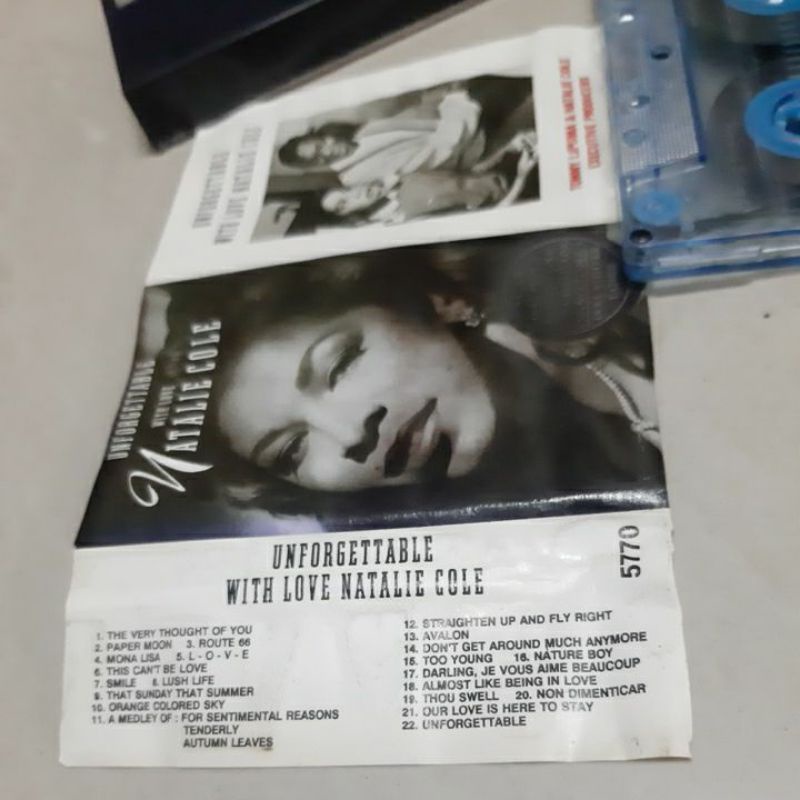 UNFORGETTABLE
WITH LOVE NATALIE COLE
TOMMY LIPUMA & NATALIE COLE
EXECUTIVE PRODUCERS
UNFORGETTABLE
WITH LOVE
NATALIE COLE
UNFORGETTABLE
WITH LOVE NATALIE COLE
5770
1. THE VERY THOUGHT OF YOU
2. PAPER MOON 3. ROUTE 66
4. MONA LISA 5. L - O - V - E
6. THIS CAN'T BE LOVE
7. SMILE 8. LUSH LIFE
9. THAT SUNDAY THAT SUMMER
10. ORANGE COLORED SKY
11. A MEDLEY OF : FOR SENTIMENTAL REASONS
TENDERLY
AUTUMN LEAVES
12. STRAIGHTEN UP AND FLY RIGHT
13. AVALON
14. DON'T GET AROUND MUCH ANYMORE
15. TOO YOUNG 16. NATURE BOY
17. DARLING, JE VOUS AIME BEAUCOUP
18. ALMOST LIKE BEING IN LOVE
19. THOU SWELL 20. NON DIMENTICAR
21. OUR LOVE IS HERE TO STAY
22. UNFORGETTABLE